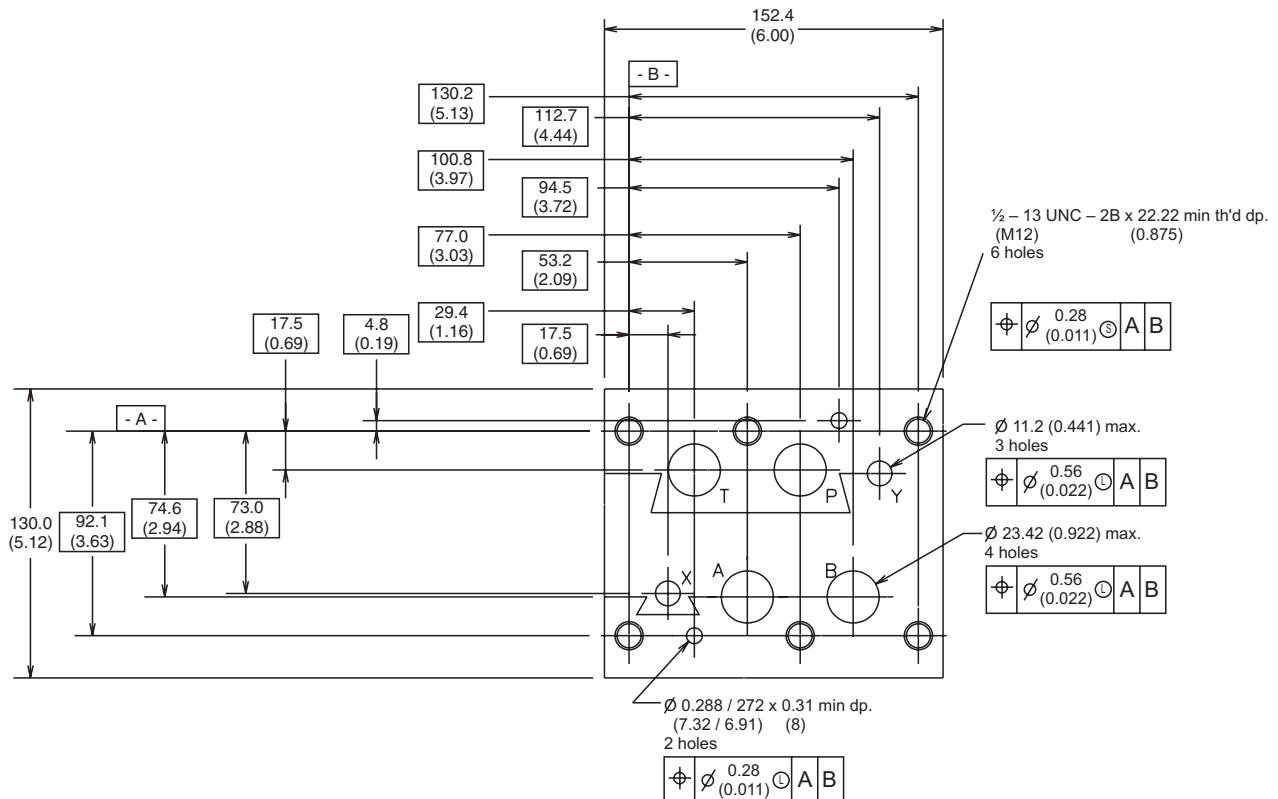 152.4
(6.00)
- B -
130.2
(5.13)
112.7
(4.44)
100.8
(3.97)
94.5
(3.72)
77.0
(3.03)
53.2
(2.09)
29.4
(1.16)
17.5
(0.69)
17.5
(0.69)
4.8
(0.19)
½ – 13 UNC – 2B x 22.22 min th'd dp.
(M12) (0.875)
6 holes
⌖ Ø 0.28 (0.011) Ⓢ A B
- A -
Ø 11.2 (0.441) max.
3 holes
⌖ Ø 0.56 (0.022) Ⓛ A B
T P Y
130.0
(5.12)
92.1
(3.63)
74.6
(2.94)
73.0
(2.88)
Ø 23.42 (0.922) max.
4 holes
⌖ Ø 0.56 (0.022) Ⓛ A B
X A B
Ø 0.288 / 272 x 0.31 min dp.
(7.32 / 6.91) (8)
2 holes
⌖ Ø 0.28 (0.011) Ⓛ A B